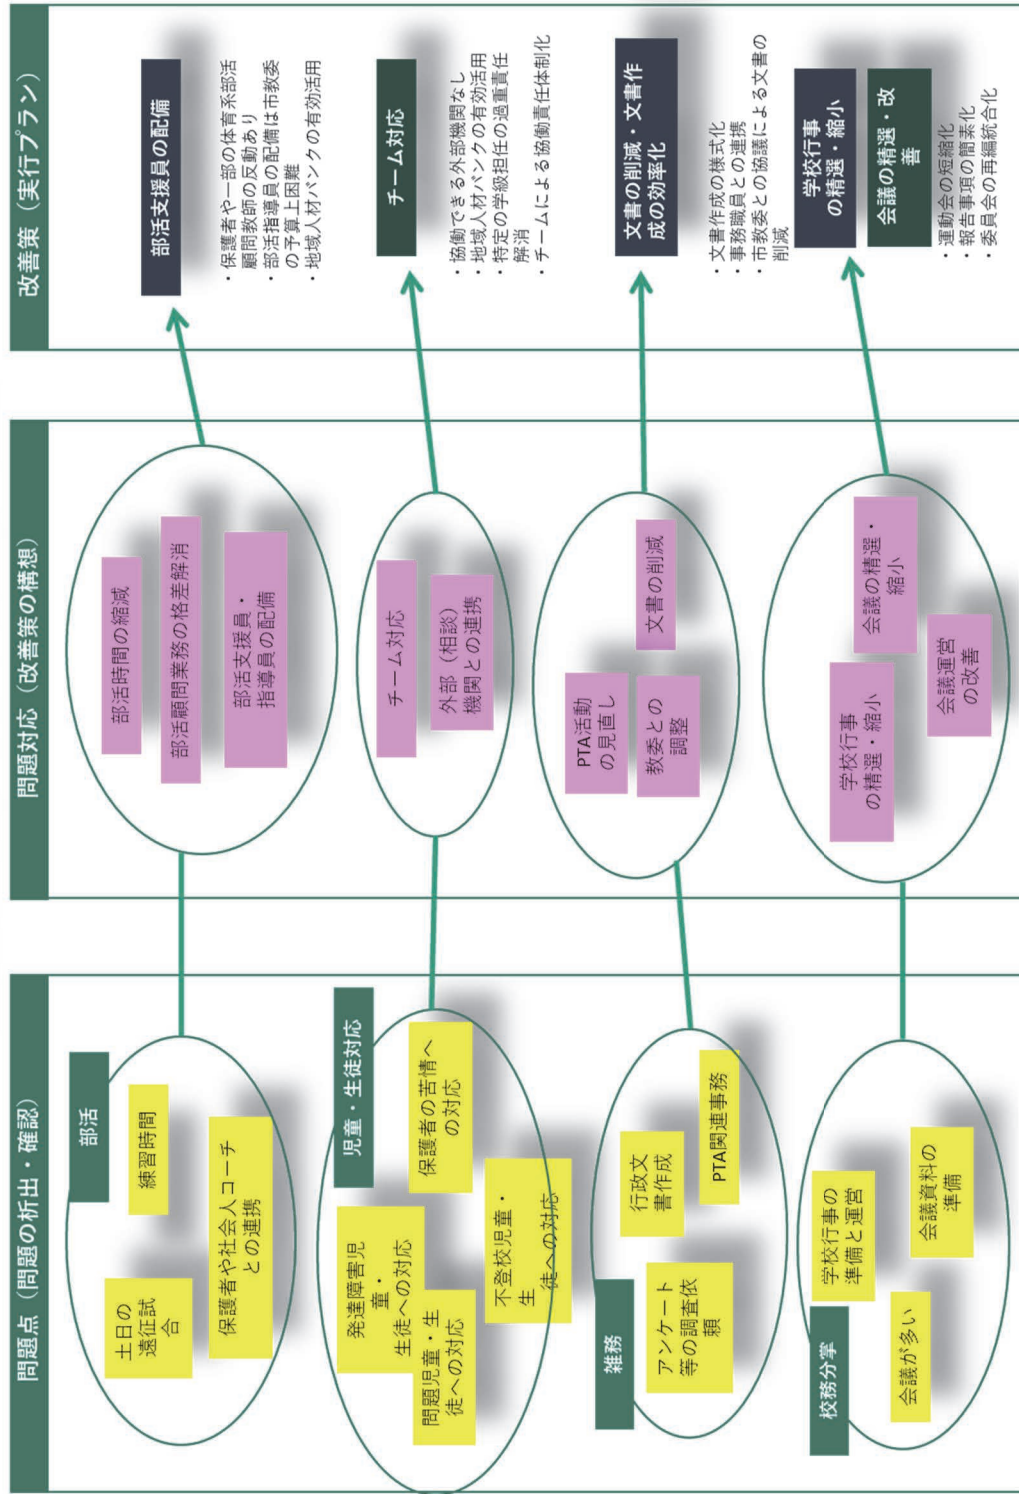 問題点（問題の析出・確認）
部活
土日の
遠征試
合
練習時間
保護者や社会人コーチ
との連携
児童・生徒対応
発達障害児
童・
生徒への対応
問題児童・生
徒への対応
保護者の苦情へ
の対応
不登校児童・
生
徒への対応
雑務
アンケート
等の調査依
頼
行政文
書作成
PTA関連事務
校務分掌
会議が多い
学校行事の
準備と運営
会議資料の
準備
問題対応（改善策の構想）
部活時間の縮減
部活顧問業務の格差解消
部活支援員・
指導員の配備
チーム対応
外部（相談）
機関との連携
PTA活動
の見直し
教委との
調整
文書の削減
学校行事
の精選・縮小
会議の精選・
縮小
会議運営
の改善
改善策（実行プラン）
部活支援員の配備
・保護者や一部の体育系部活
顧問教師の反動あり
・部活指導員の配備は市教委
の予算上困難
・地域人材バンクの有効活用
チーム対応
・協働できる外部機関なし
・地域人材バンクの有効活用
・特定の学級担任の過重責任
解消
・チームによる協働責任体制化
文書の削減・文書作
成の効率化
・文書作成の様式化
・事務職員との連携
・市教委との協議による文書の
削減
学校行事
の精選・縮小
会議の精選・改
善
・運動会の短縮化
・報告事項の簡素化
・委員会の再編統合化